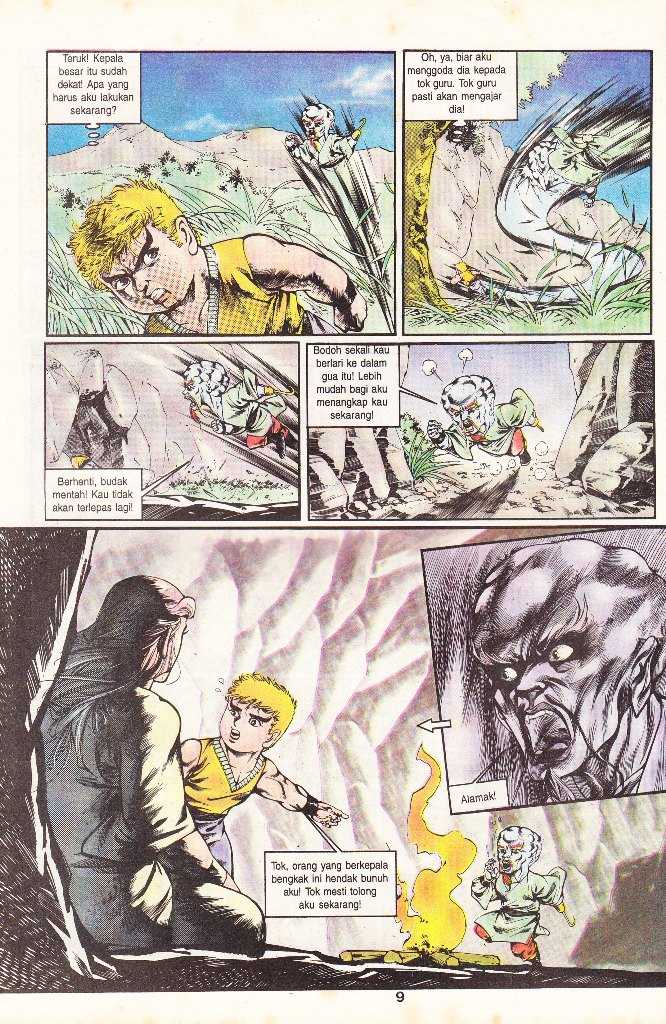 Teruk! Kepala
besar itu sudah
dekat! Apa yang
harus aku lakukan
sekarang?
Oh, ya, biar aku
menggoda dia kepada
tok guru. Tok guru
pasti akan mengajar
dia!
Berhenti, budak
mentah! Kau tidak
akan terlepas lagi!
Bodoh sekali kau
berlari ke dalam
gua itu! Lebih
mudah bagi aku
menangkap kau
sekarang!
Alamak!
Tok, orang yang berkepala
bengkak ini hendak bunuh
aku! Tok mesti tolong
aku sekarang!
9